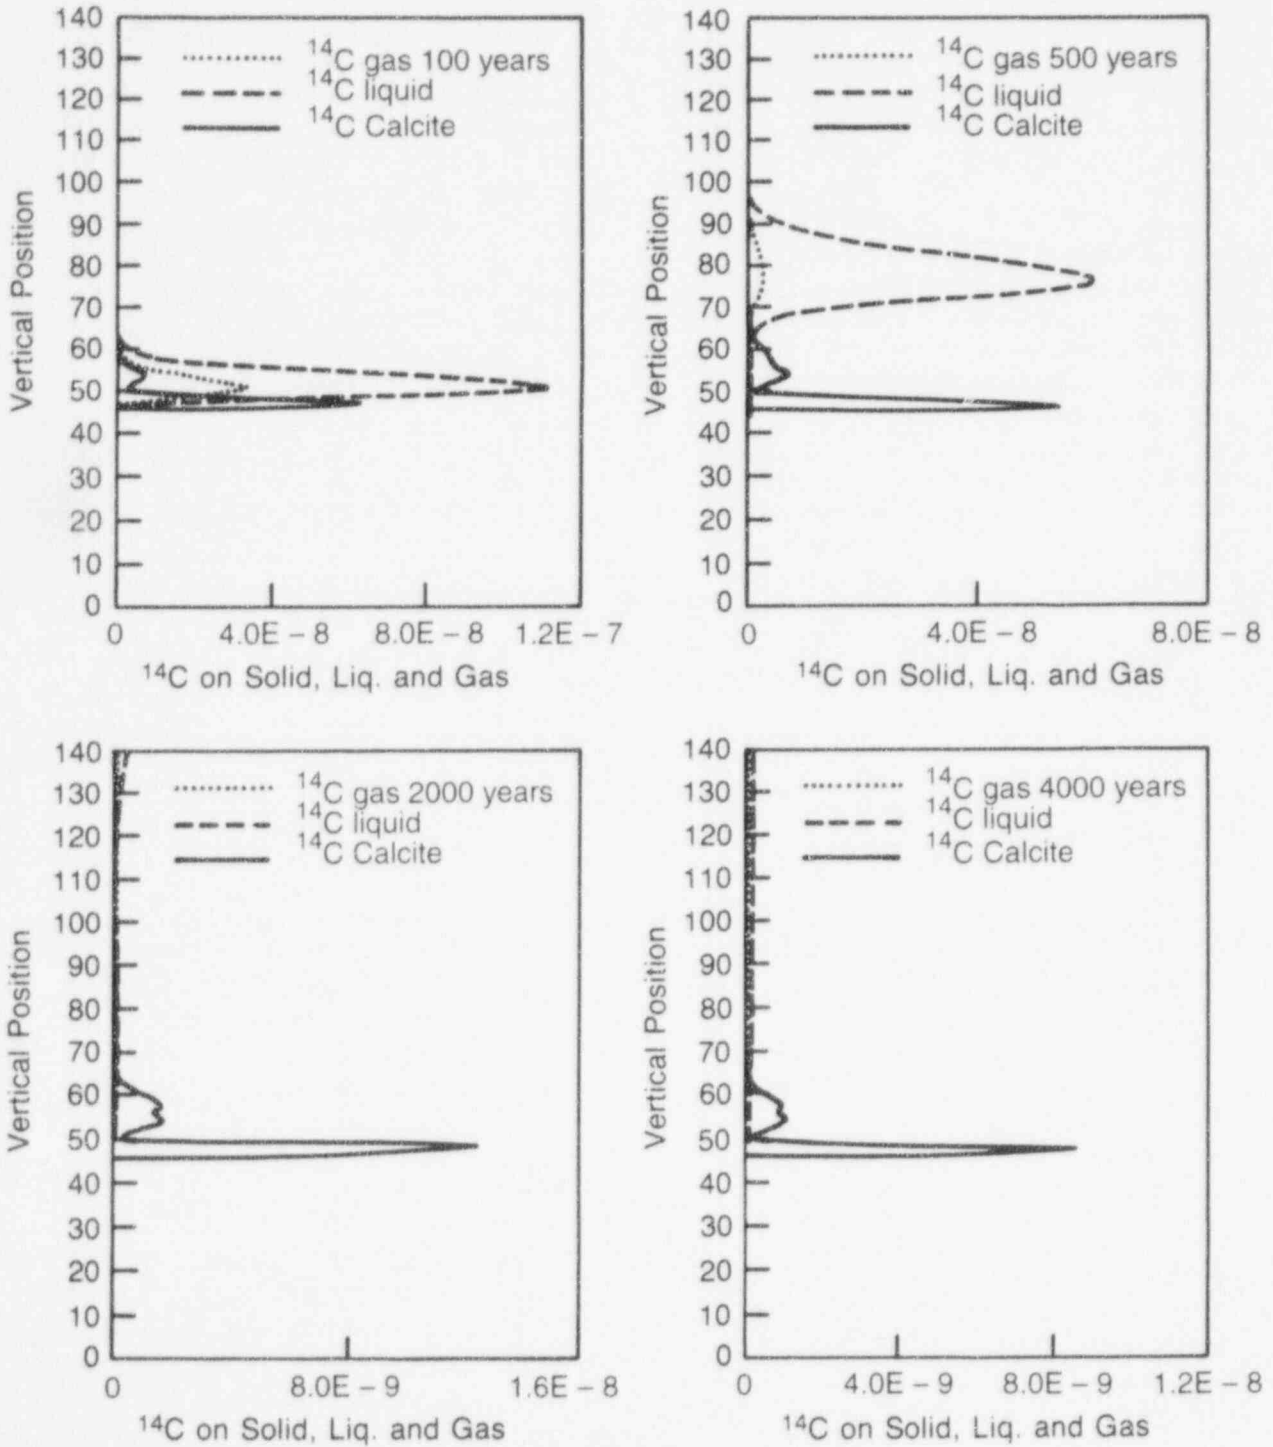 140
130
120
110
100
90
80
70
60
50
40
30
20
10
0
Vertical Position
¹⁴C gas 100 years
¹⁴C liquid
¹⁴C Calcite
0 4.0E – 8 8.0E – 8 1.2E – 7
¹⁴C on Solid, Liq. and Gas
140
130
120
110
100
90
80
70
60
50
40
30
20
10
0
Vertical Position
¹⁴C gas 500 years
¹⁴C liquid
¹⁴C Calcite
0 4.0E – 8 8.0E – 8
¹⁴C on Solid, Liq. and Gas
140
130
120
110
100
90
80
70
60
50
40
30
20
10
0
Vertical Position
¹⁴C gas 2000 years
¹⁴C liquid
¹⁴C Calcite
0 8.0E – 9 1.6E – 8
¹⁴C on Solid, Liq. and Gas
140
130
120
110
100
90
80
70
60
50
40
30
20
10
0
Vertical Position
¹⁴C gas 4000 years
¹⁴C liquid
¹⁴C Calcite
0 4.0E – 9 8.0E – 9 1.2E – 8
¹⁴C on Solid, Liq. and Gas